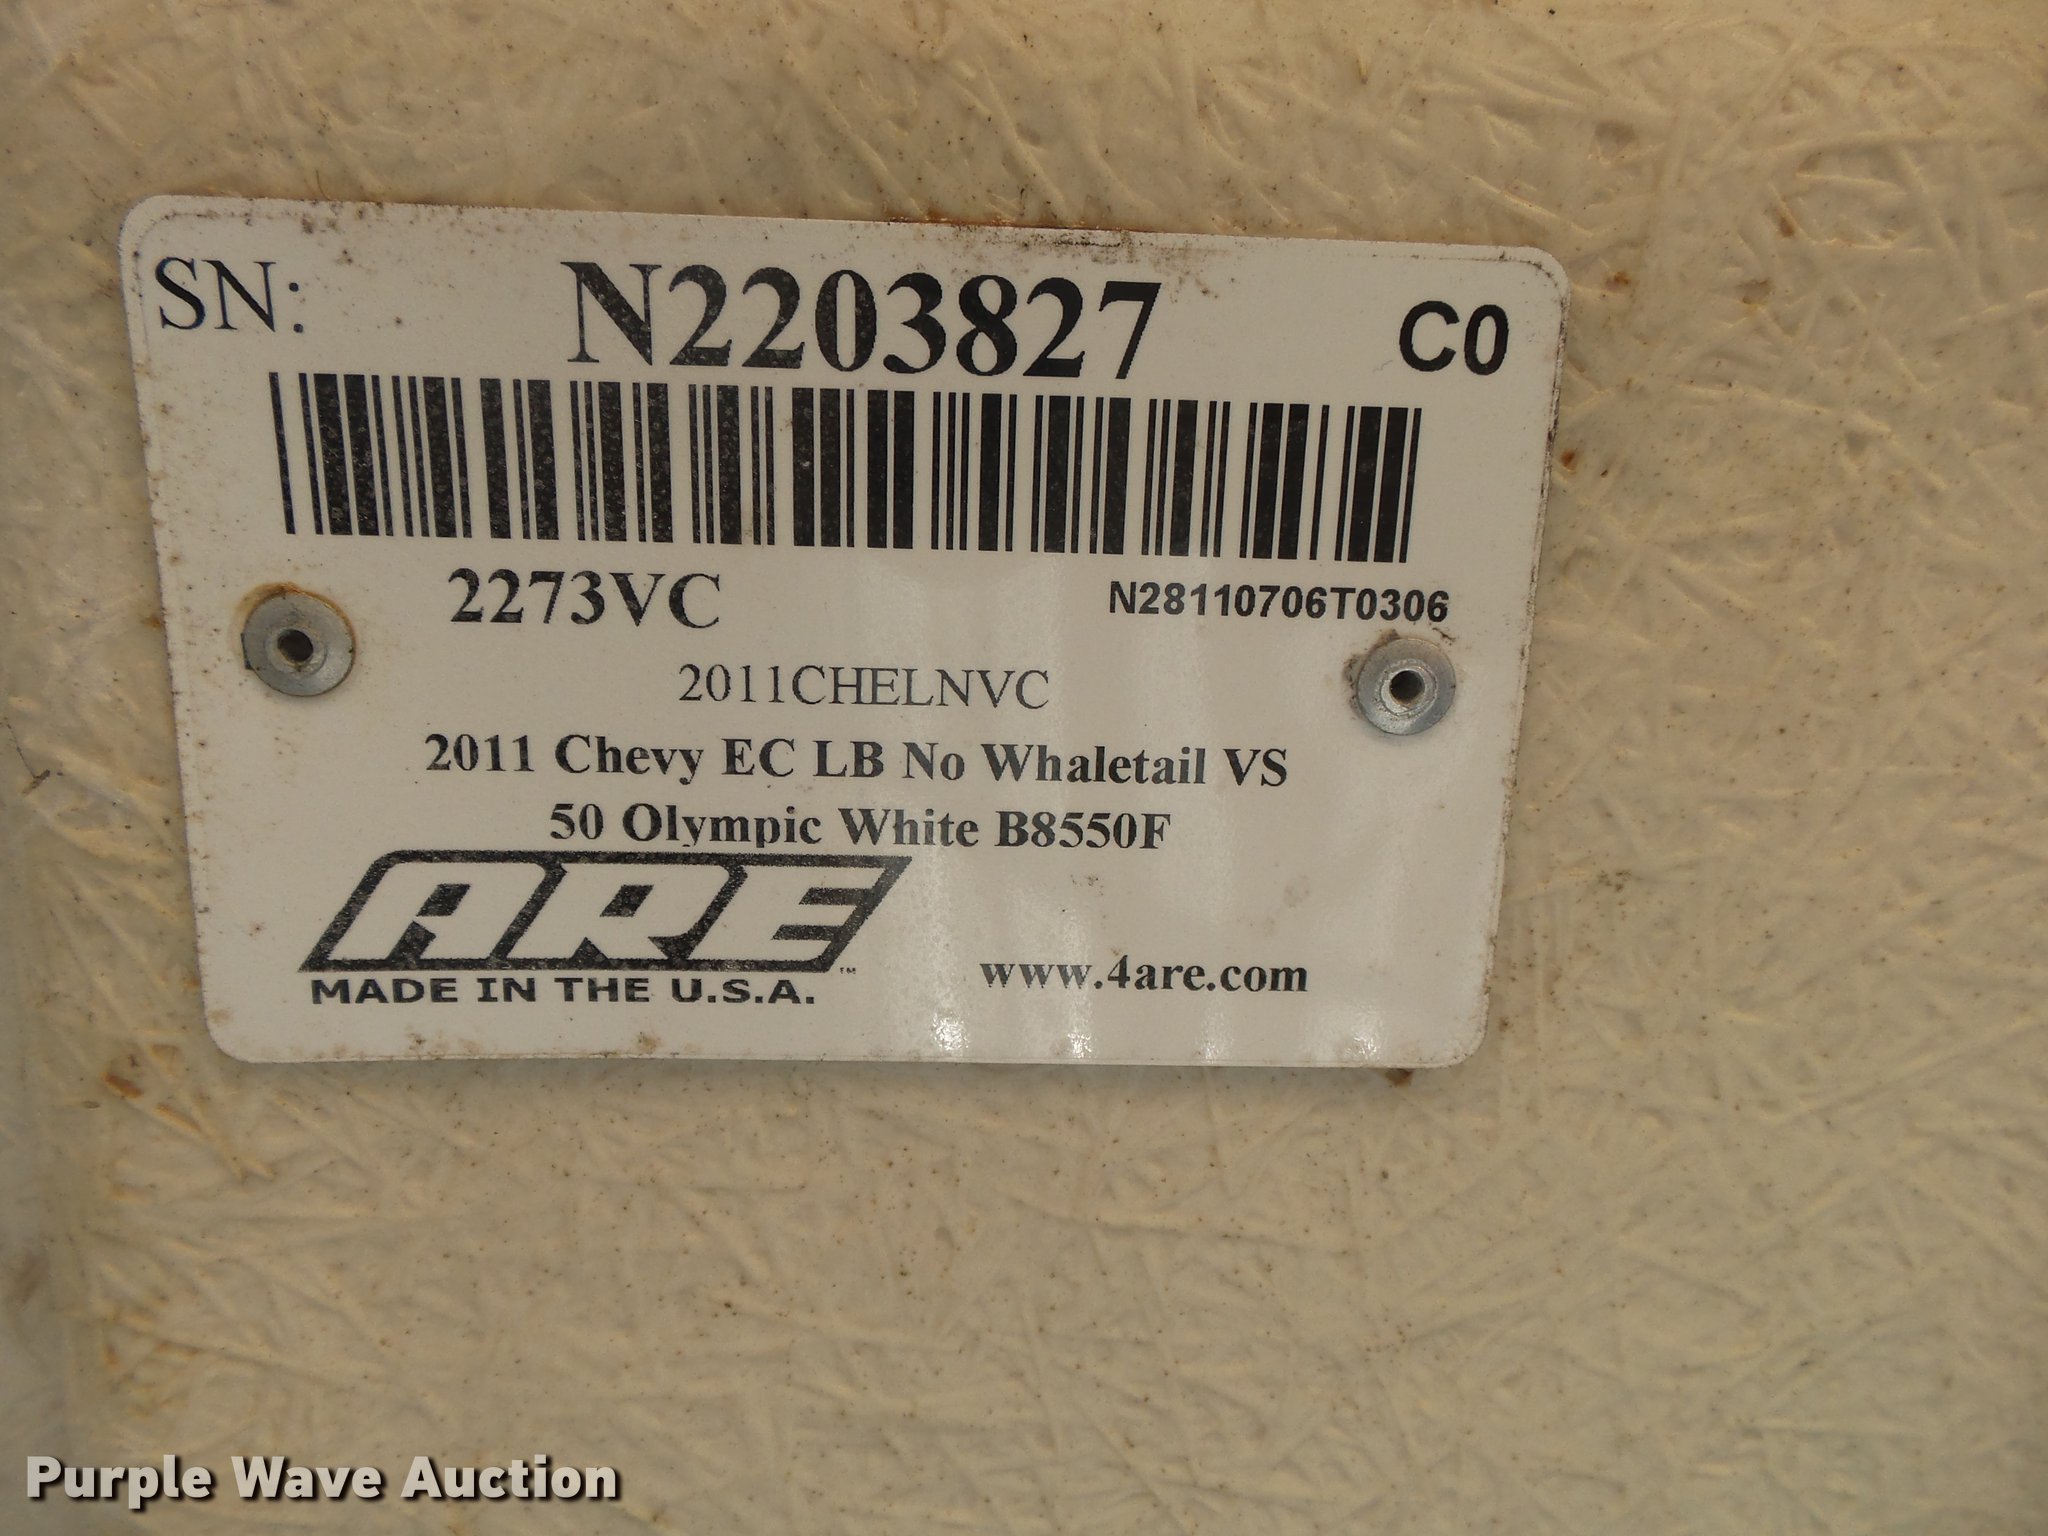 SN: N2203827 C0
2273VC N28110706T0306
2011CHELNVC
2011 Chevy EC LB No Whaletail VS
50 Olympic White B8550F
ARE™
MADE IN THE U.S.A.
www.4are.com
Purple Wave Auction